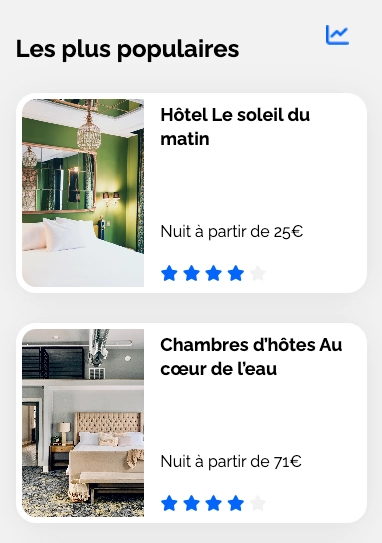 Les plus populaires
Hôtel Le soleil du
matin
Nuit à partir de 25€
Chambres d'hôtes Au
cœur de l'eau
Nuit à partir de 71€